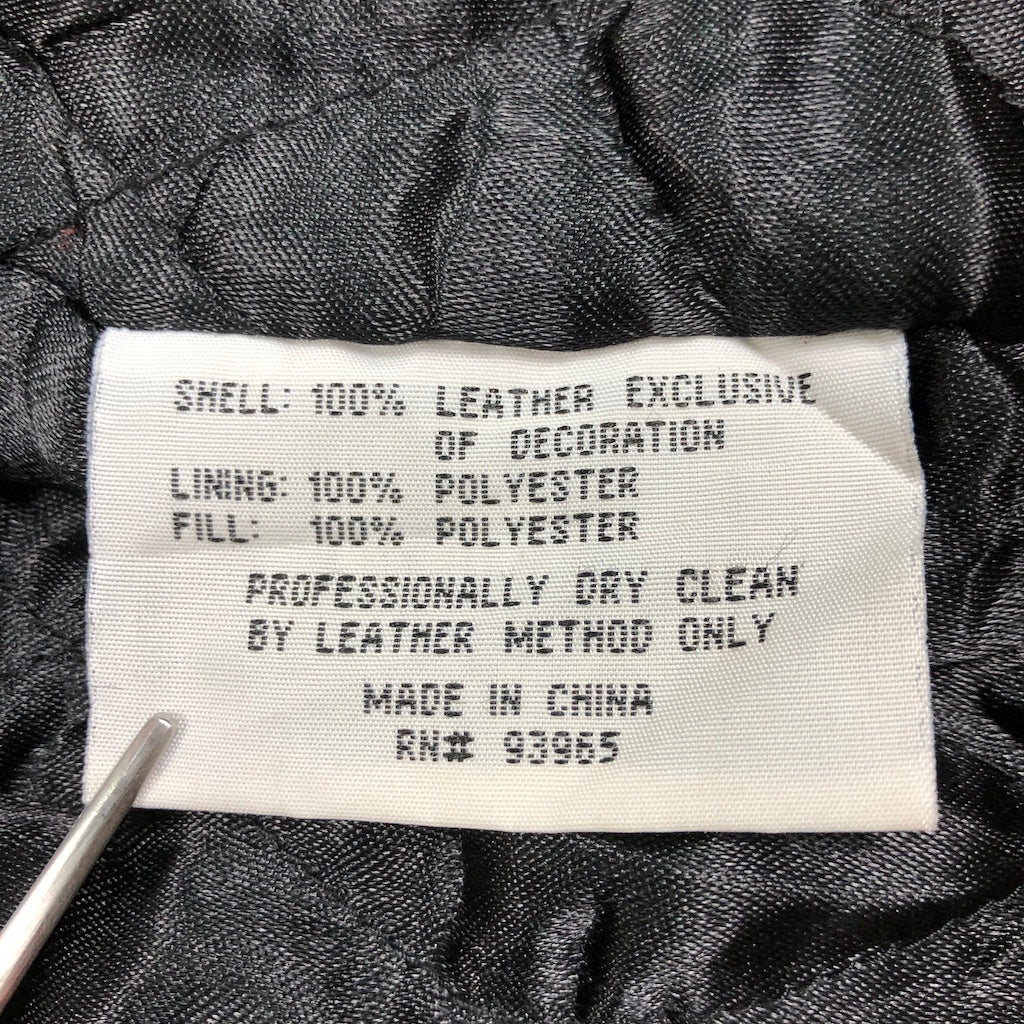 SHELL: 100% LEATHER EXCLUSIVE
OF DECORATION
LINING: 100% POLYESTER
FILL: 100% POLYESTER
PROFESSIONALLY DRY CLEAN
BY LEATHER METHOD ONLY
MADE IN CHINA
RN# 93965